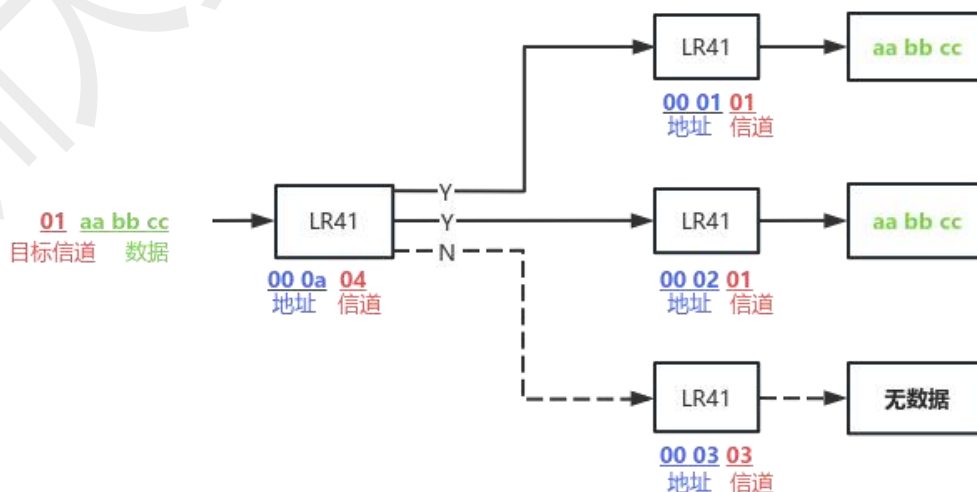 LR41
aa bb cc
00 01 01
地址 信道
Y
01 aa bb cc
目标信道 数据
LR41
Y
LR41
aa bb cc
N
00 0a 04
地址 信道
00 02 01
地址 信道
LR41
无数据
00 03 03
地址 信道